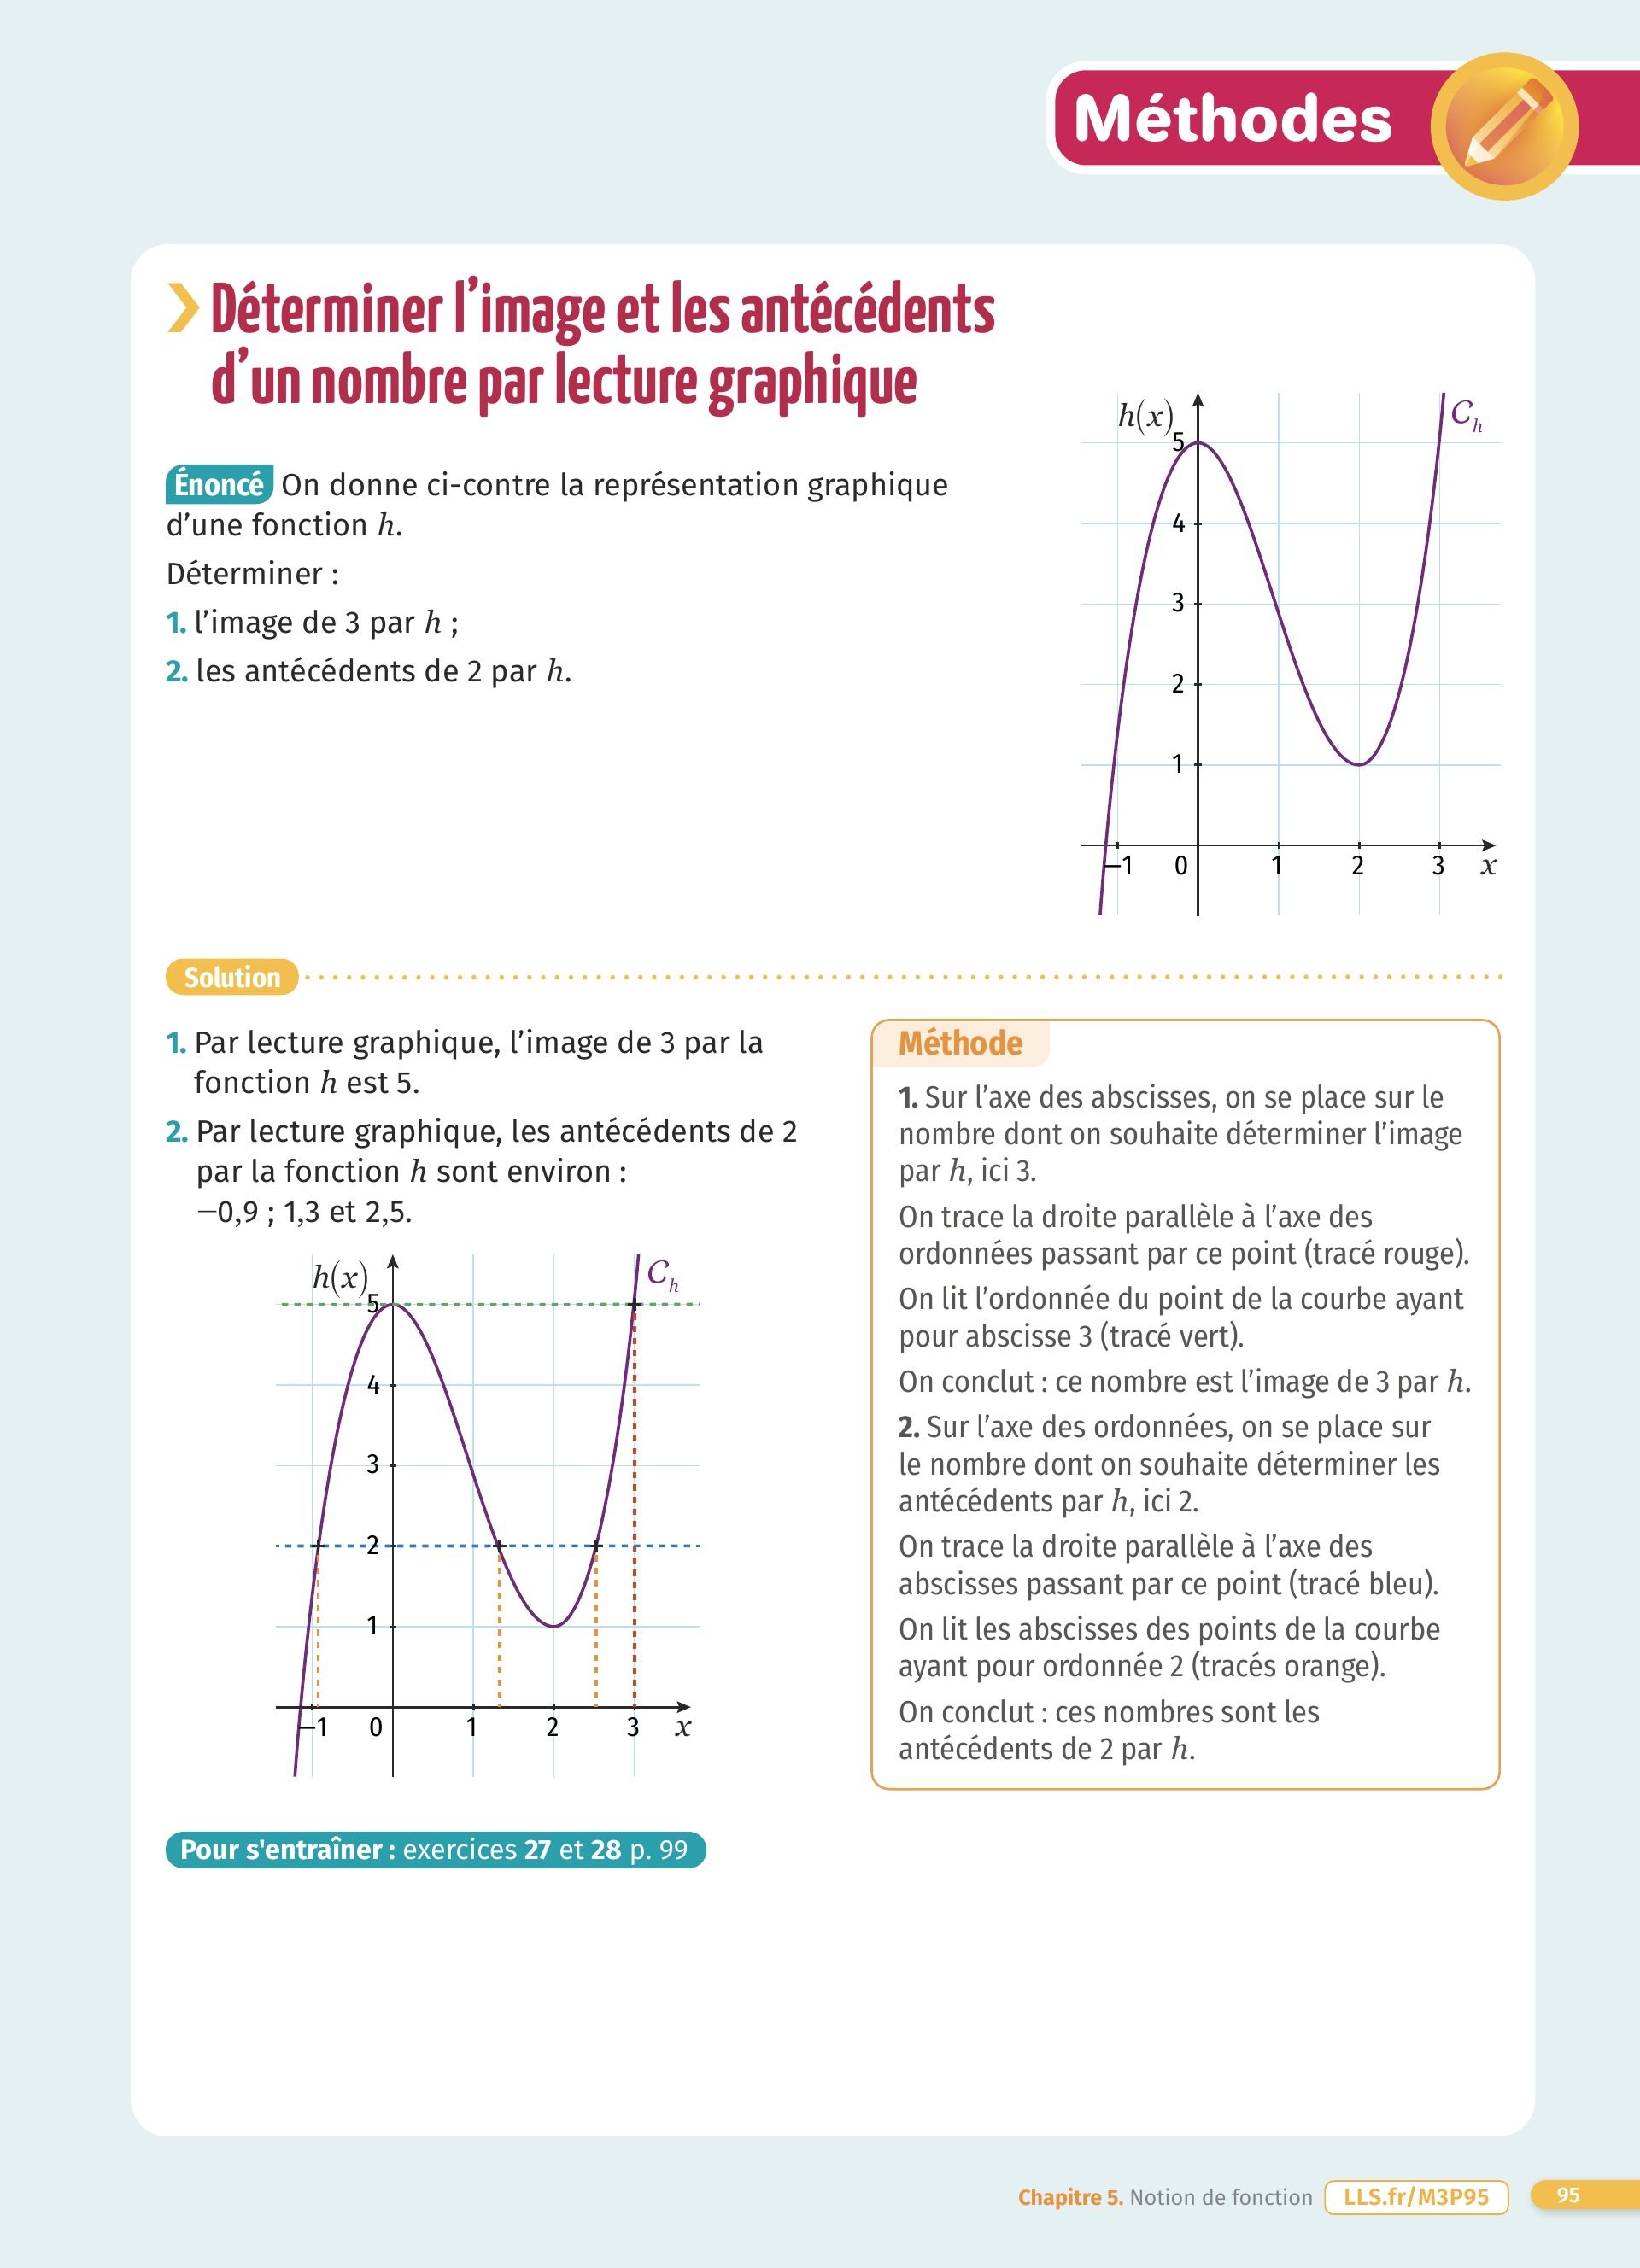 Méthodes
Déterminer l’image et les antécédents
d’un nombre par lecture graphique
Énoncé On donne ci-contre la représentation graphique
d’une fonction h.
Déterminer :
1. l’image de 3 par h ;
2. les antécédents de 2 par h.
h(x)
C_h
5
4
3
2
1
–1 0 1 2 3 x
Solution
1. Par lecture graphique, l’image de 3 par la
fonction h est 5.
2. Par lecture graphique, les antécédents de 2
par la fonction h sont environ :
–0,9 ; 1,3 et 2,5.
h(x)
C_h
5
4
3
2
1
–1 0 1 2 3 x
Méthode
1. Sur l’axe des abscisses, on se place sur le
nombre dont on souhaite déterminer l’image
par h, ici 3.
On trace la droite parallèle à l’axe des
ordonnées passant par ce point (tracé rouge).
On lit l’ordonnée du point de la courbe ayant
pour abscisse 3 (tracé vert).
On conclut : ce nombre est l’image de 3 par h.
2. Sur l’axe des ordonnées, on se place sur
le nombre dont on souhaite déterminer les
antécédents par h, ici 2.
On trace la droite parallèle à l’axe des
abscisses passant par ce point (tracé bleu).
On lit les abscisses des points de la courbe
ayant pour ordonnée 2 (tracés orange).
On conclut : ces nombres sont les
antécédents de 2 par h.
Pour s'entraîner : exercices 27 et 28 p. 99
Chapitre 5. Notion de fonction LLS.fr/M3P95 95